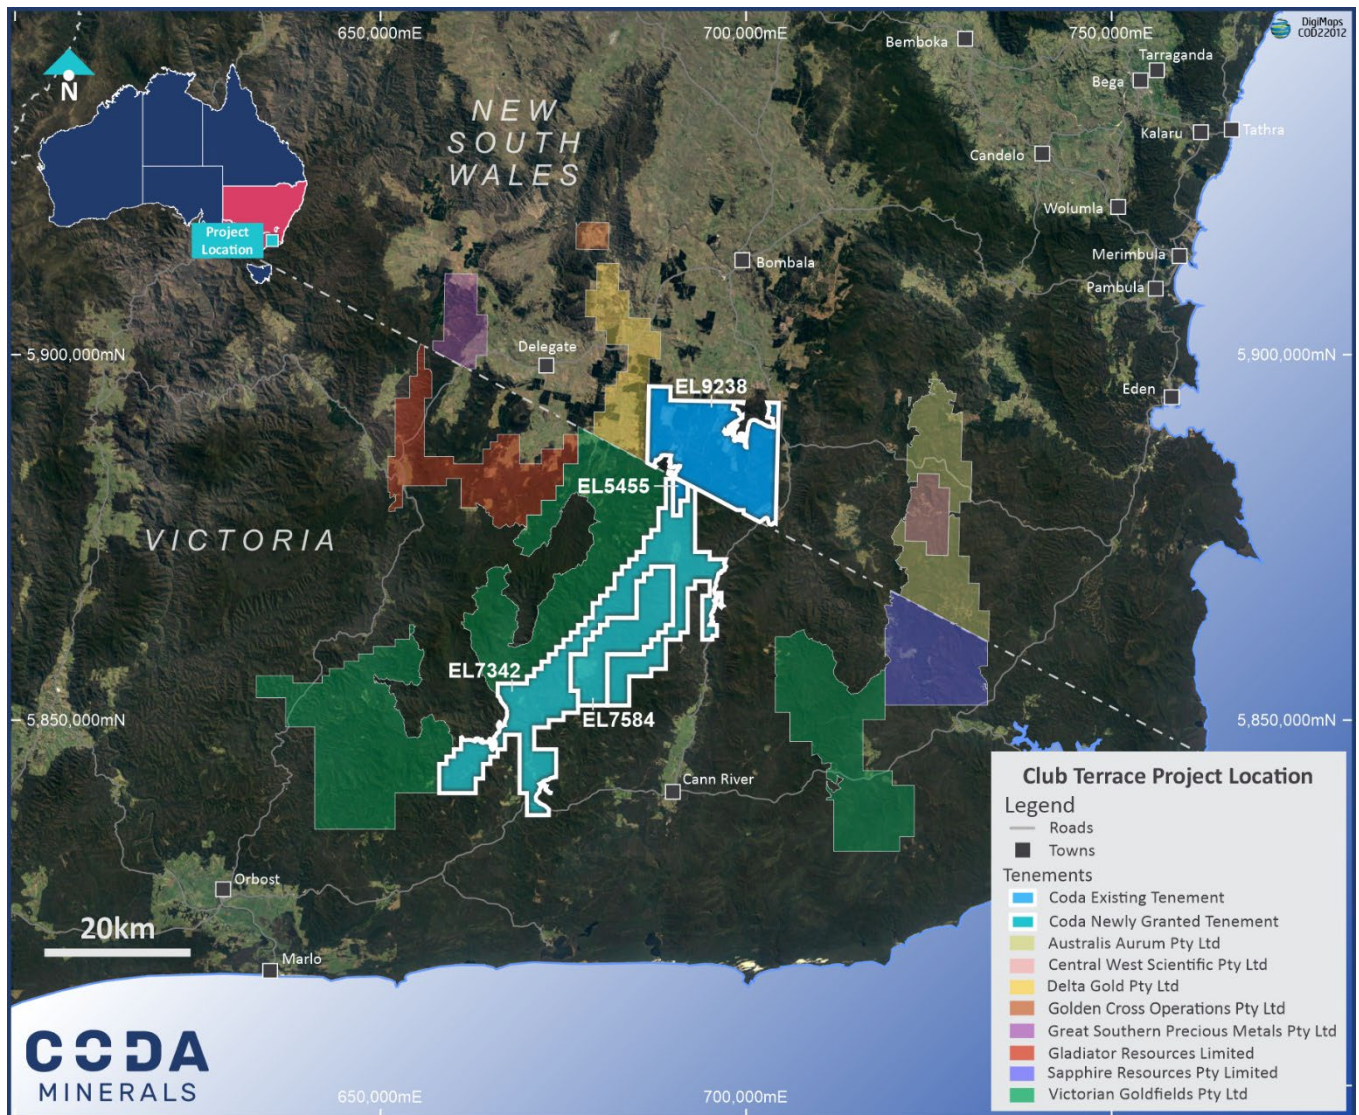 650,000mE
700,000mE
750,000mE
DigiMaps
COD22012
Bemboka
Tarraganda
Bega
N
NEW
SOUTH
WALES
Kalaru
Tathra
Candelo
Wolumla
Project
Location
Bombala
Merimbula
Pambula
5,900,000mN
Delegate
5,900,000mN
EL9238
Eden
EL5455
VICTORIA
EL7342
EL7584
5,850,000mN
5,850,000mN
Cann River
Club Terrace Project Location
Legend
Roads
Towns
Tenements
Coda Existing Tenement
Coda Newly Granted Tenement
Australis Aurum Pty Ltd
Central West Scientific Pty Ltd
Delta Gold Pty Ltd
Golden Cross Operations Pty Ltd
Great Southern Precious Metals Pty Ltd
Gladiator Resources Limited
Sapphire Resources Pty Limited
Victorian Goldfields Pty Ltd
Orbost
20km
Marlo
CODA
MINERALS
650,000mE
700,000mE